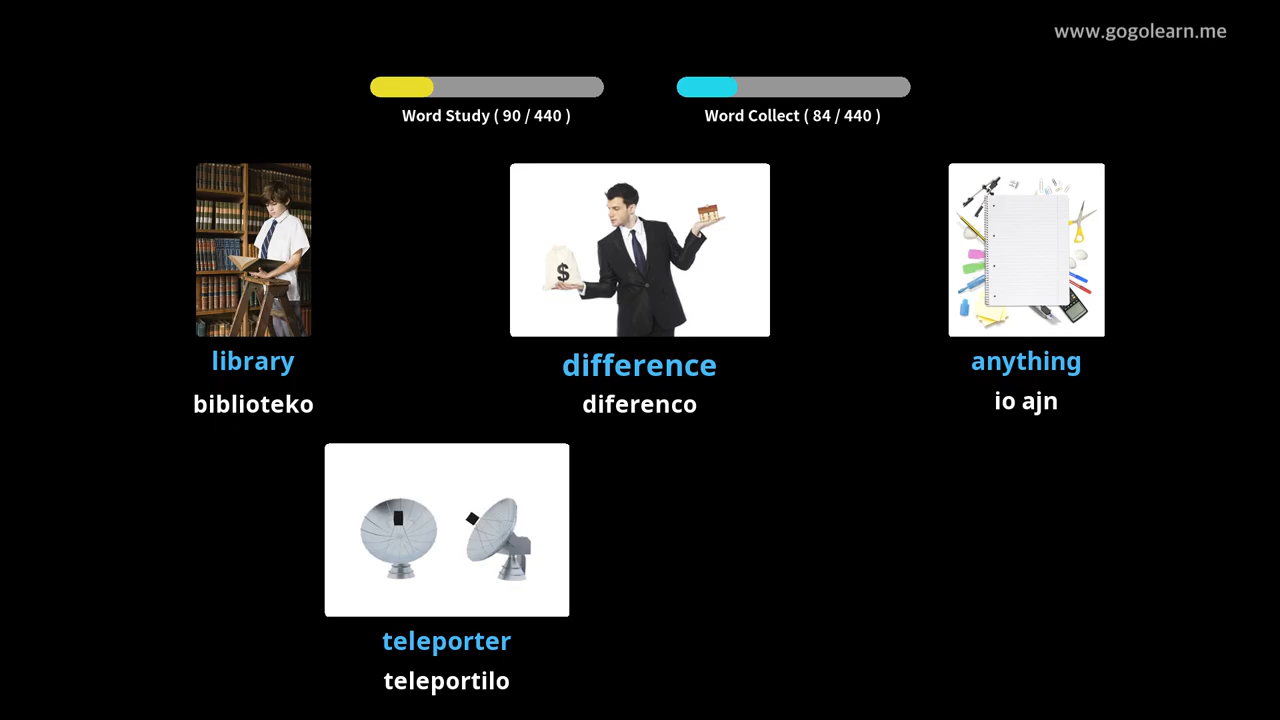 www.gogolearn.me
Word Study ( 90 / 440 )
Word Collect ( 84 / 440 )
$
library
difference
anything
biblioteko
diferenco
io ajn
teleporter
teleportilo